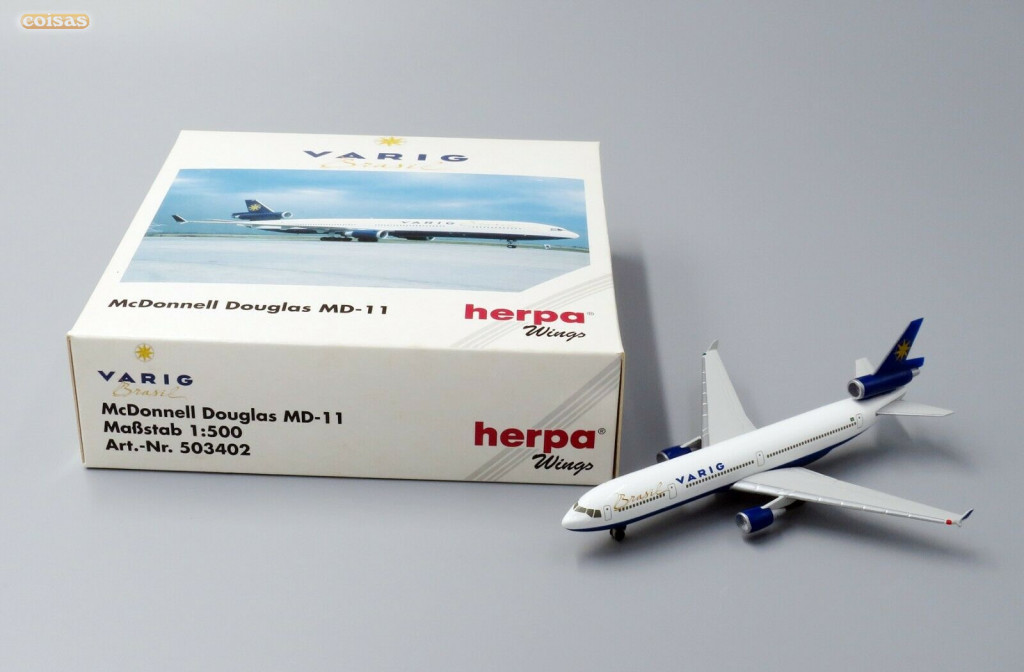 coisas
VARIG
Brasil
VARIG
McDonnell Douglas MD-11
herpa®
Wings
VARIG
Brasil
McDonnell Douglas MD-11
Maßstab 1:500
Art.-Nr. 503402
herpa®
Wings
Brasil VARIG